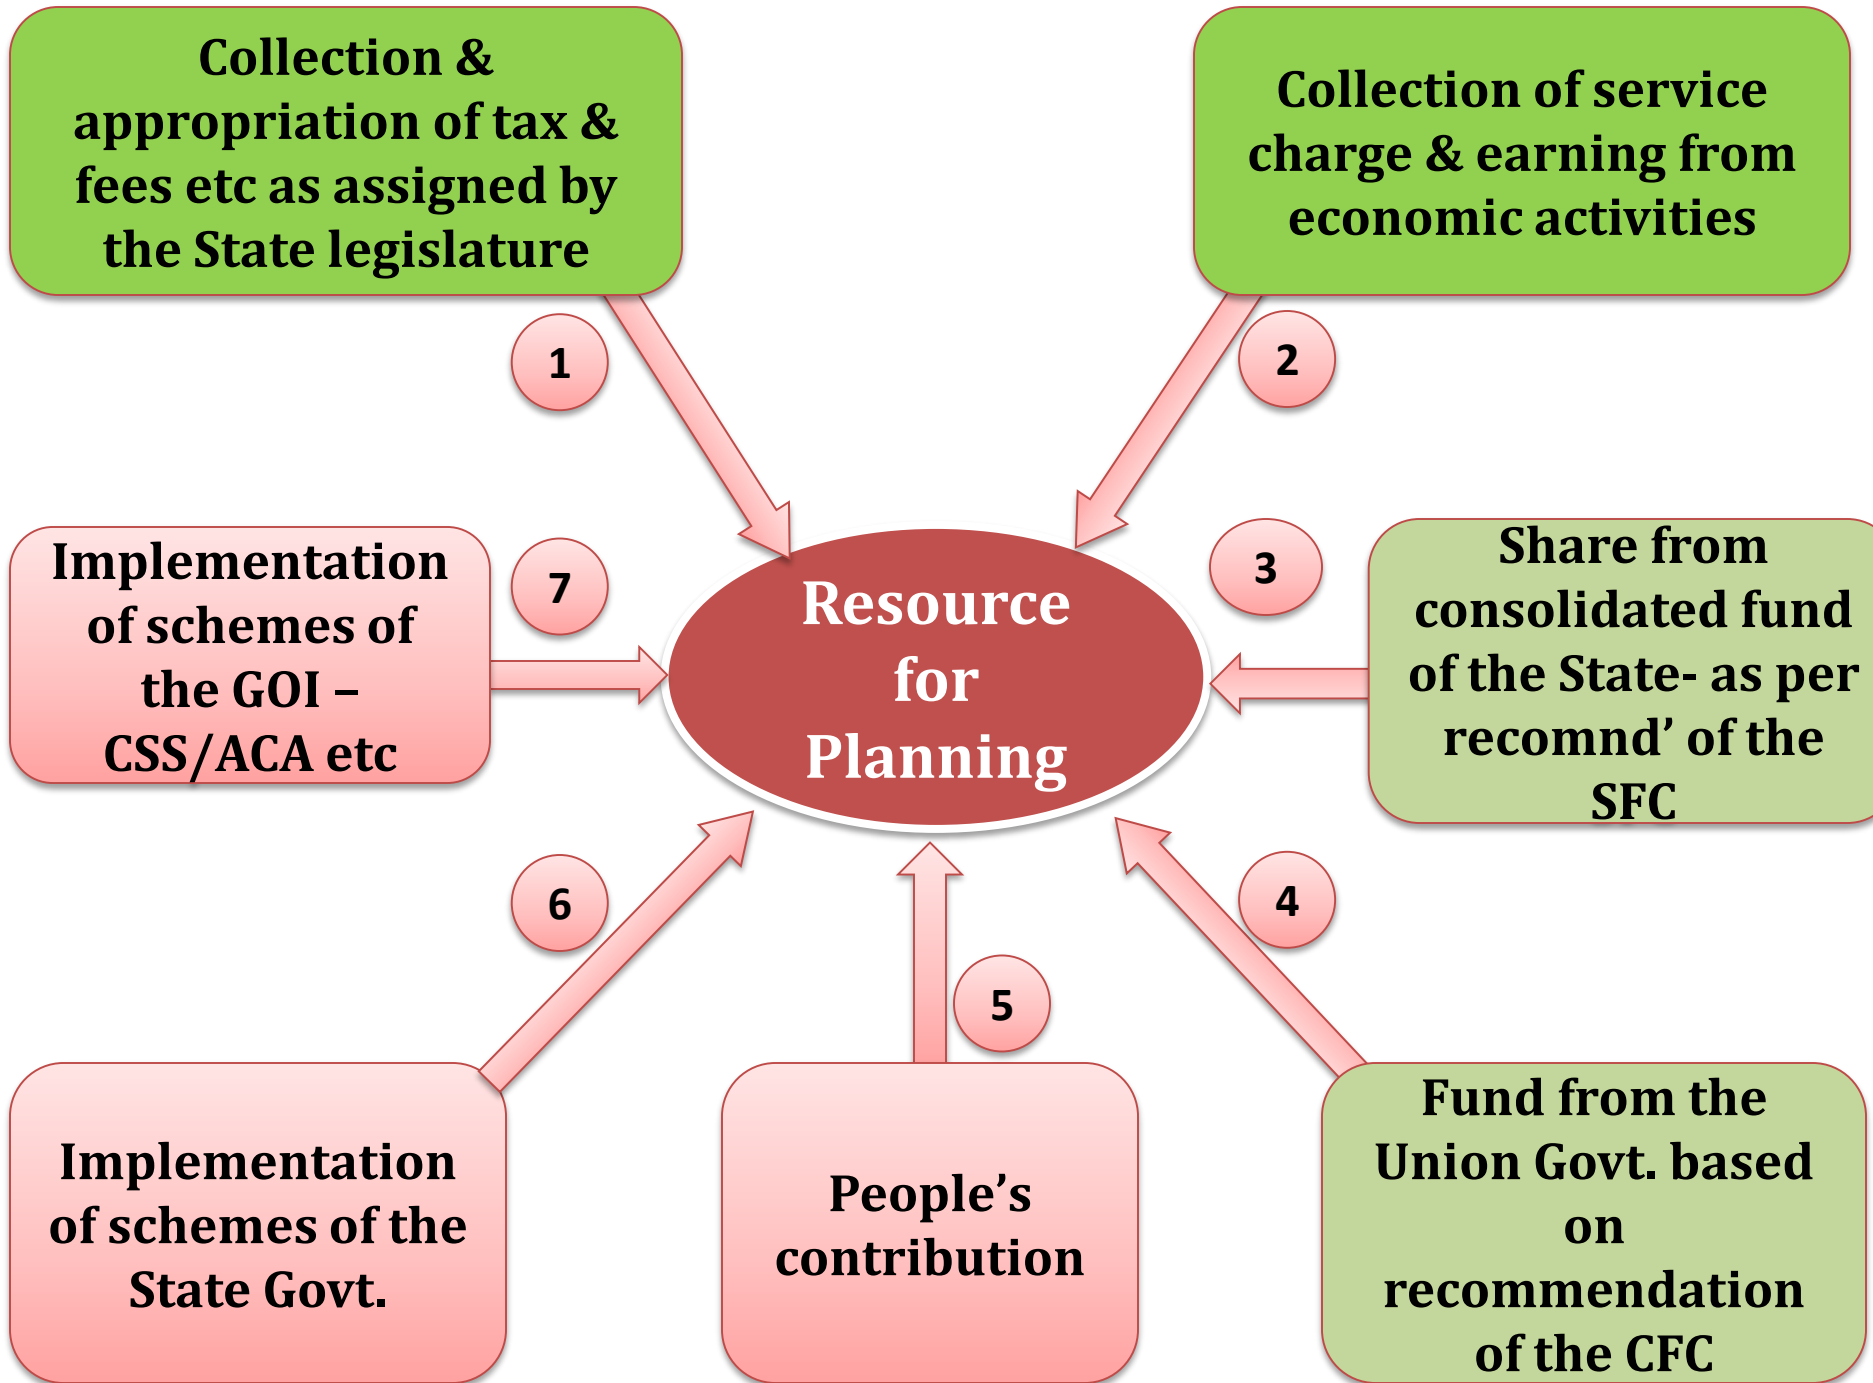 Collection &
appropriation of tax &
fees etc as assigned by
the State legislature
Collection of service
charge & earning from
economic activities
1
2
Implementation
of schemes of
the GOI –
CSS/ACA etc
7
Resource
for
Planning
3
Share from
consolidated fund
of the State- as per
recomnd’ of the
SFC
6
5
4
Implementation
of schemes of the
State Govt.
People’s
contribution
Fund from the
Union Govt. based
on
recommendation
of the CFC